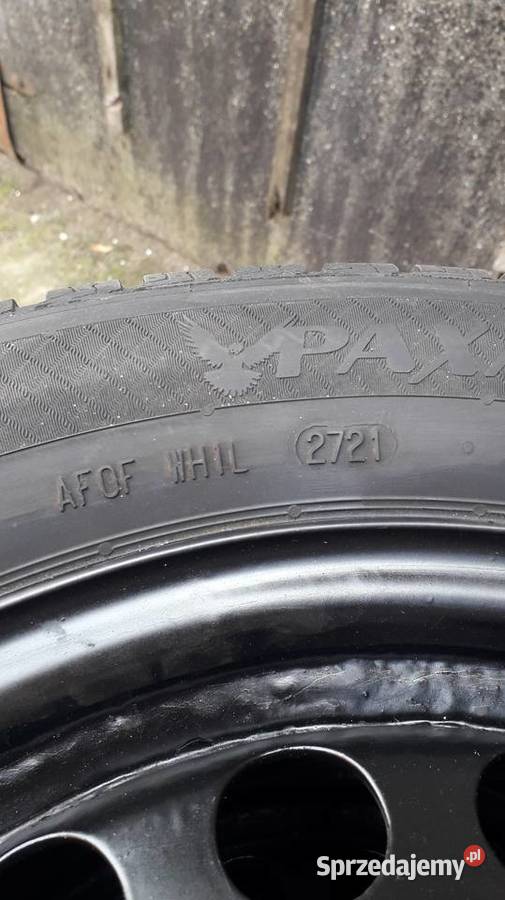 PAX
AFOF WH1L 2721
Sprzedajemy.pl